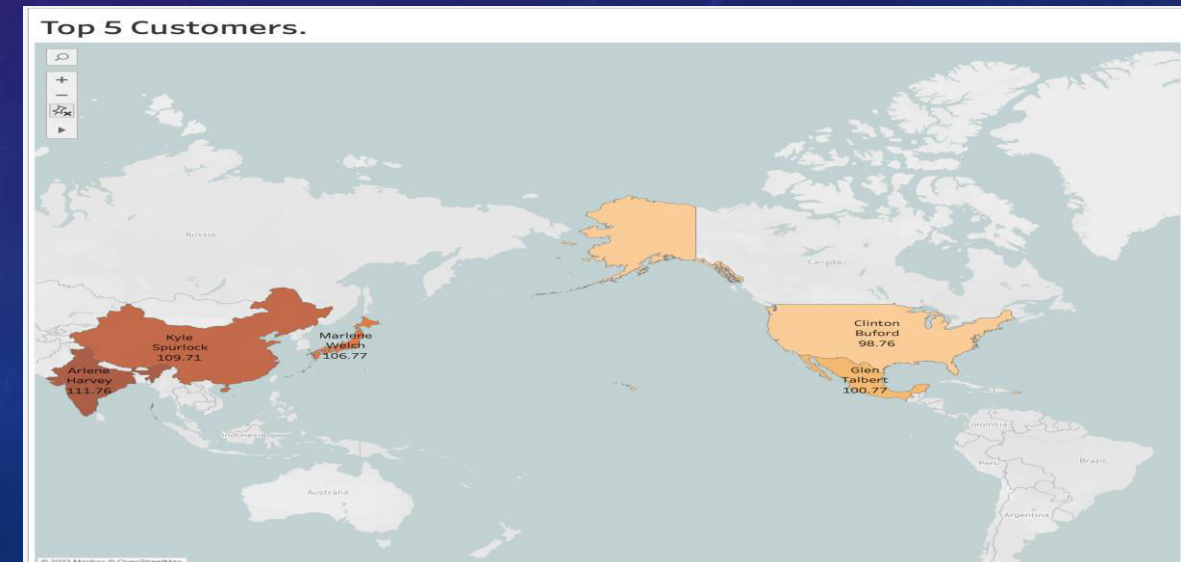 Top 5 Customers.
Russia
Canada
Kyle
Spurlock
109.71
Marlene
Welch
106.77
Arlene
Harvey
111.76
Clinton
Buford
98.76
Glen
Talbert
100.77
Indonesia
Colombia
Peru
Brazil
Australia
Argentina
© 2022 Mapbox © OpenStreetMap